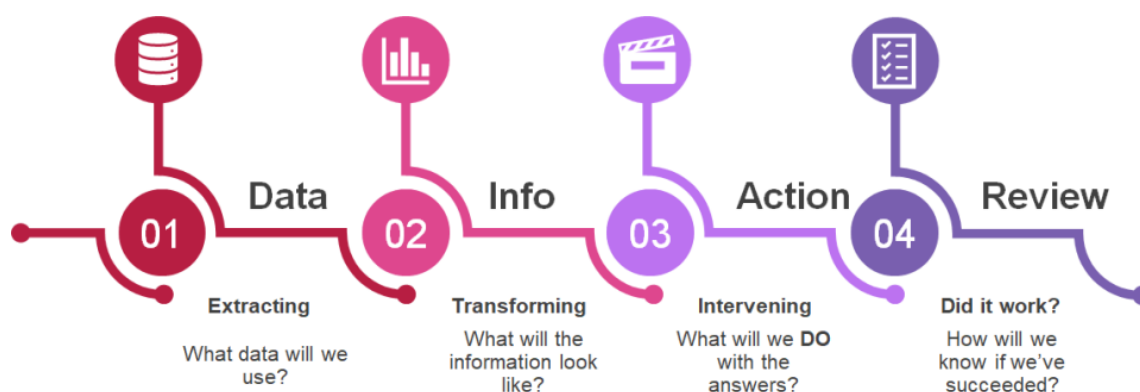 01
Data
Extracting
What data will we
use?
02
Info
Transforming
What will the
information look
like?
03
Action
Intervening
What will we DO
with the
answers?
04
Review
Did it work?
How will we
know if we've
succeeded?